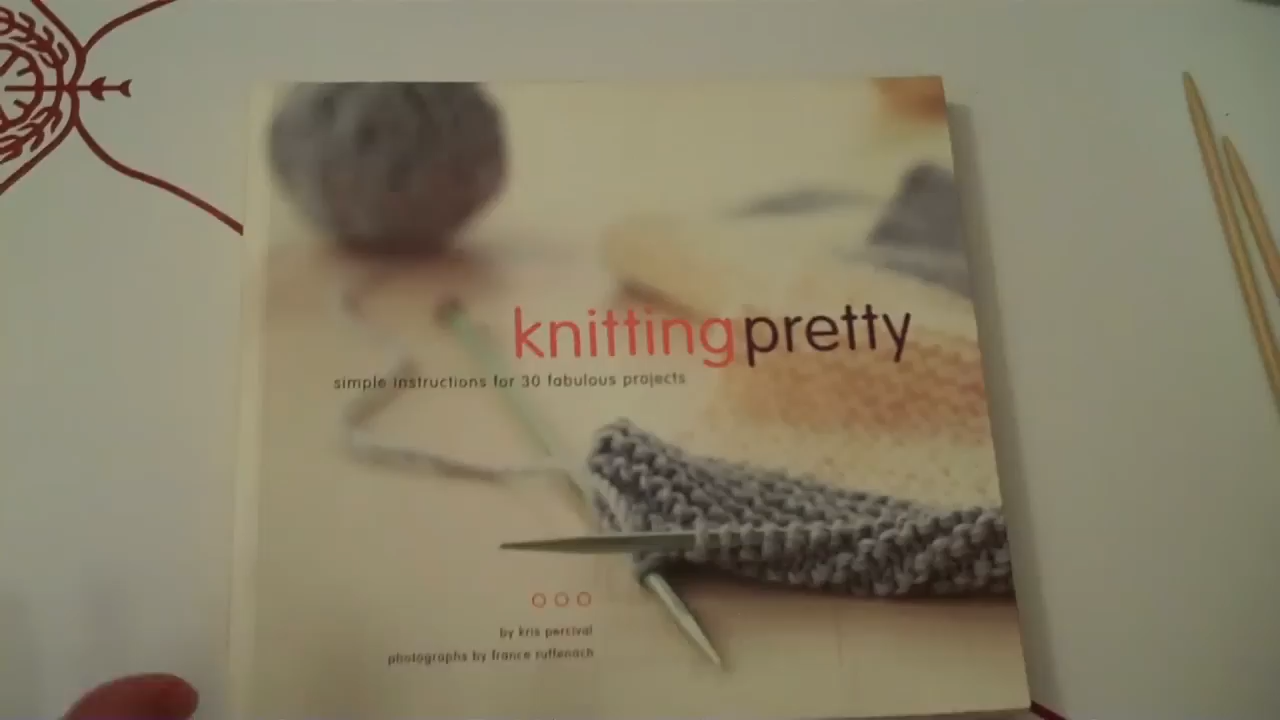 knittingpretty
simple instructions for 30 fabulous projects
by kris percival
photographs by france ruffenach